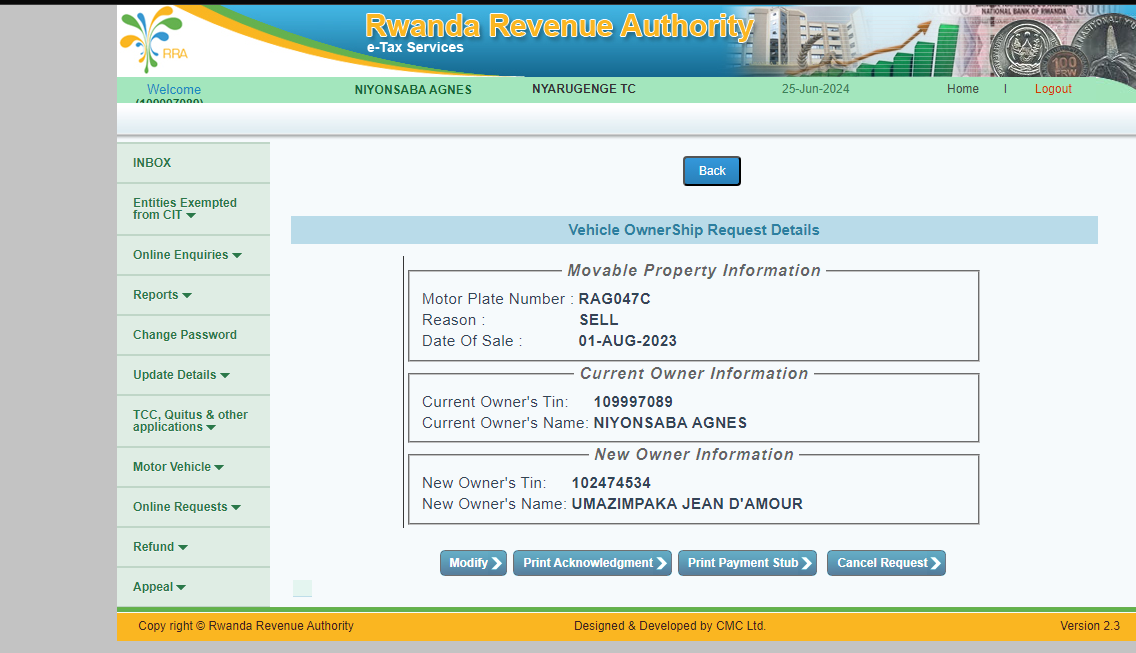 Rwanda Revenue Authority
e-Tax Services
RRA
NATIONAL BANK OF RWANDA
100
FRW
Welcome NIYONSABA AGNES NYARUGENGE TC 25-Jun-2024 Home | Logout
Back
INBOX
Entities Exempted
from CIT
Online Enquiries
Reports
Change Password
Update Details
TCC, Quitus & other
applications
Motor Vehicle
Online Requests
Refund
Appeal
Vehicle OwnerShip Request Details
Movable Property Information
Motor Plate Number : RAG047C
Reason : SELL
Date Of Sale : 01-AUG-2023
Current Owner Information
Current Owner's Tin: 109997089
Current Owner's Name: NIYONSABA AGNES
New Owner Information
New Owner's Tin: 102474534
New Owner's Name: UMAZIMPAKA JEAN D'AMOUR
Modify Print Acknowledgment Print Payment Stub Cancel Request
Copy right © Rwanda Revenue Authority Designed & Developed by CMC Ltd. Version 2.3